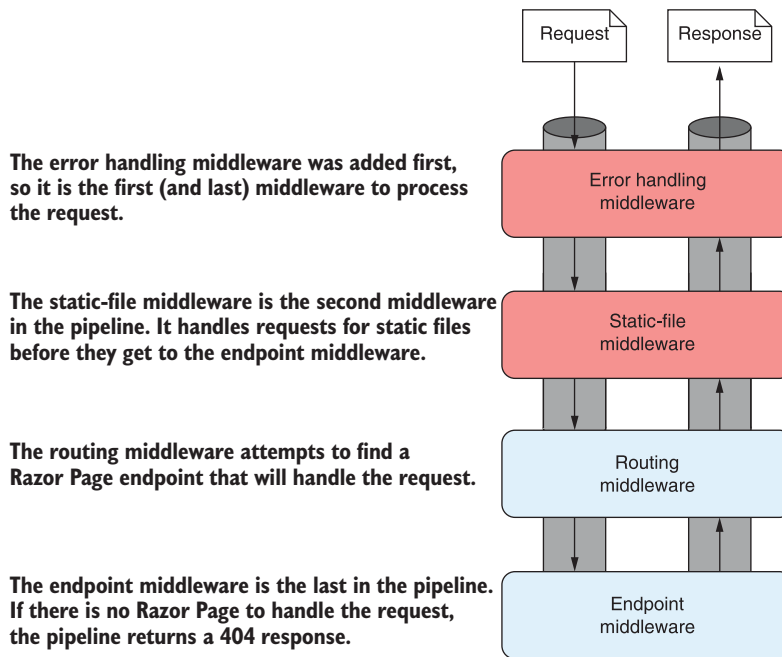 Request
Response
The error handling middleware was added first,
so it is the first (and last) middleware to process
the request.
Error handling
middleware
The static-file middleware is the second middleware
in the pipeline. It handles requests for static files
before they get to the endpoint middleware.
Static-file
middleware
The routing middleware attempts to find a
Razor Page endpoint that will handle the request.
Routing
middleware
The endpoint middleware is the last in the pipeline.
If there is no Razor Page to handle the request,
the pipeline returns a 404 response.
Endpoint
middleware